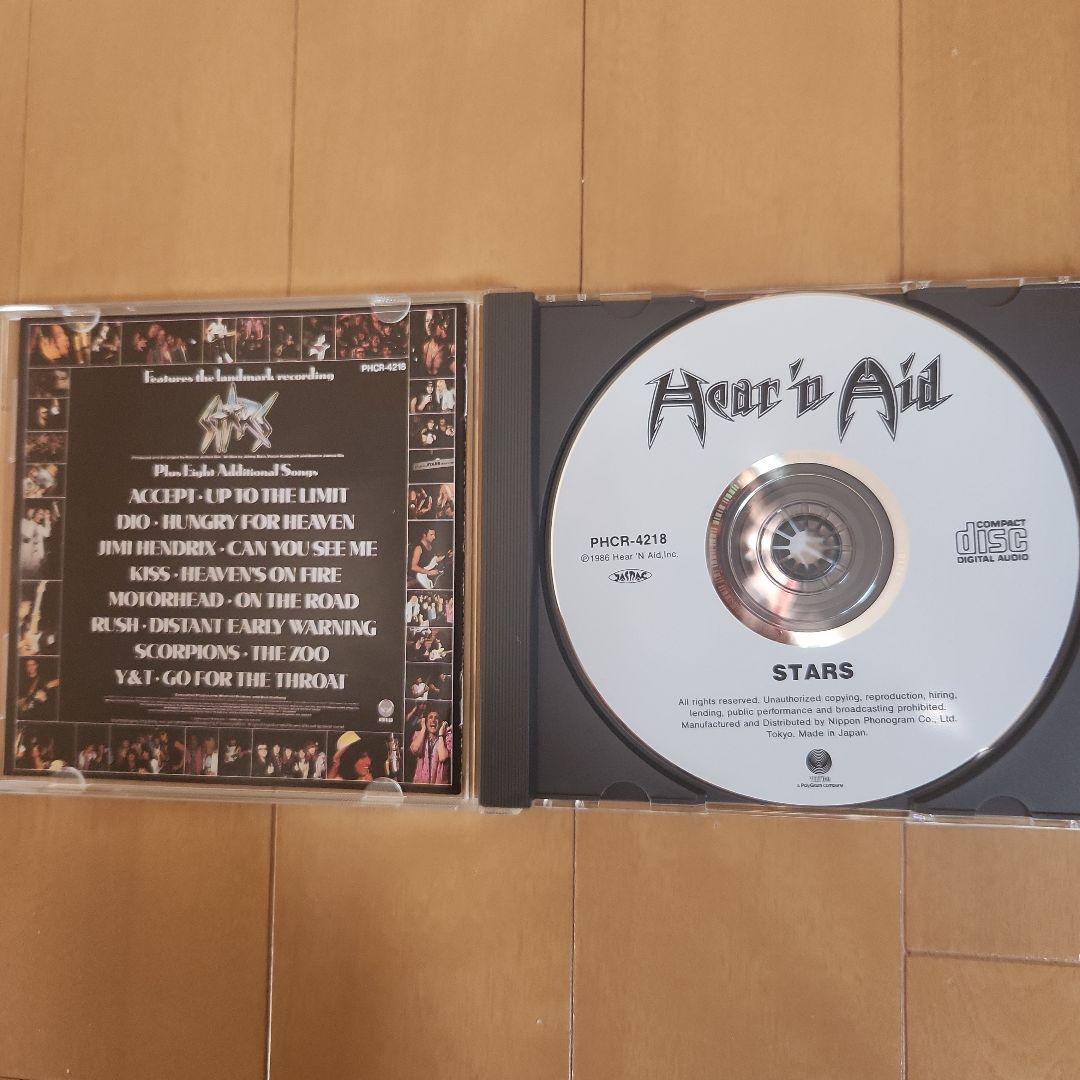 Features the landmark recording
PHCR-4218
STARS
Plus Eight Additional Songs
ACCEPT · UP TO THE LIMIT
DIO · HUNGRY FOR HEAVEN
JIMI HENDRIX · CAN YOU SEE ME
KISS · HEAVEN'S ON FIRE
MOTORHEAD · ON THE ROAD
RUSH · DISTANT EARLY WARNING
SCORPIONS · THE ZOO
Y&T · GO FOR THE THROAT
Hear 'n Aid
PHCR-4218
℗1986 Hear 'N Aid, Inc.
JASRAC
COMPACT
disc
DIGITAL AUDIO
STARS
All rights reserved. Unauthorized copying, reproduction, hiring,
lending, public performance and broadcasting prohibited.
Manufactured and Distributed by Nippon Phonogram Co., Ltd.
Tokyo. Made in Japan.
a PolyGram company